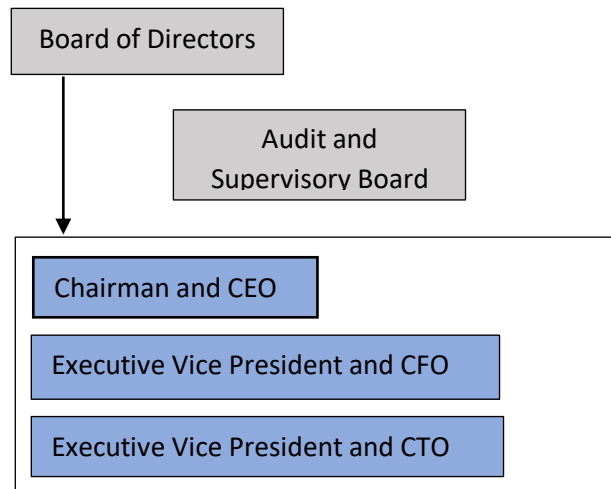 Board of Directors
Audit and
Supervisory Board
Chairman and CEO
Executive Vice President and CFO
Executive Vice President and CTO